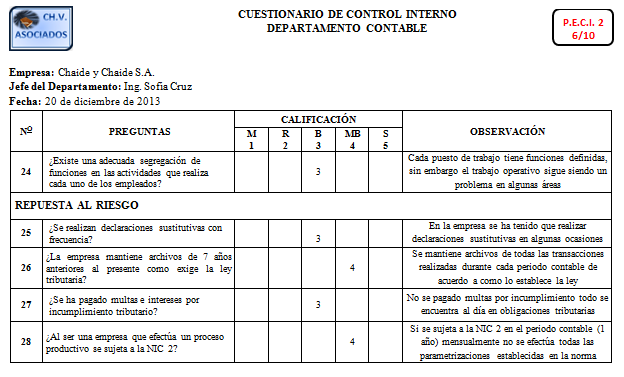 CH.V.
ASOCIADOS
CUESTIONARIO DE CONTROL INTERNO
DEPARTAMENTO CONTABLE
P.E.C.I. 2
6/10
Empresa: Chaide y Chaide S.A.
Jefe del Departamento: Ing. Sofía Cruz
Fecha: 20 de diciembre de 2013
Nº
PREGUNTAS
CALIFICACIÓN
M R B MB S
1 2 3 4 5
OBSERVACIÓN
24
¿Existe una adecuada segregación de
funciones en las actividades que realiza
cada uno de los empleados?
3
Cada puesto de trabajo tiene funciones definidas,
sin embargo el trabajo operativo sigue siendo un
problema en algunas áreas
REPUESTA AL RIESGO
25
¿Se realizan declaraciones sustitutivas con
frecuencia?
3
En la empresa se ha tenido que realizar
declaraciones sustitutivas en algunas ocasiones
26
¿La empresa mantiene archivos de 7 años
anteriores al presente como exige la ley
tributaria?
4
Se mantiene archivos de todas las transacciones
realizadas durante cada periodo contable de
acuerdo a como lo establece la ley
27
¿Se ha pagado multas e intereses por
incumplimiento tributario?
3
No se pagado multas por incumplimiento todo se
encuentra al día en obligaciones tributarias
28
¿Al ser una empresa que efectúa un proceso
productivo se sujeta a la NIC 2?
4
Si se sujeta a la NIC 2 en el periodo contable (1
año) mensualmente no se efectúa todas las
parametrizaciones establecidas en la norma